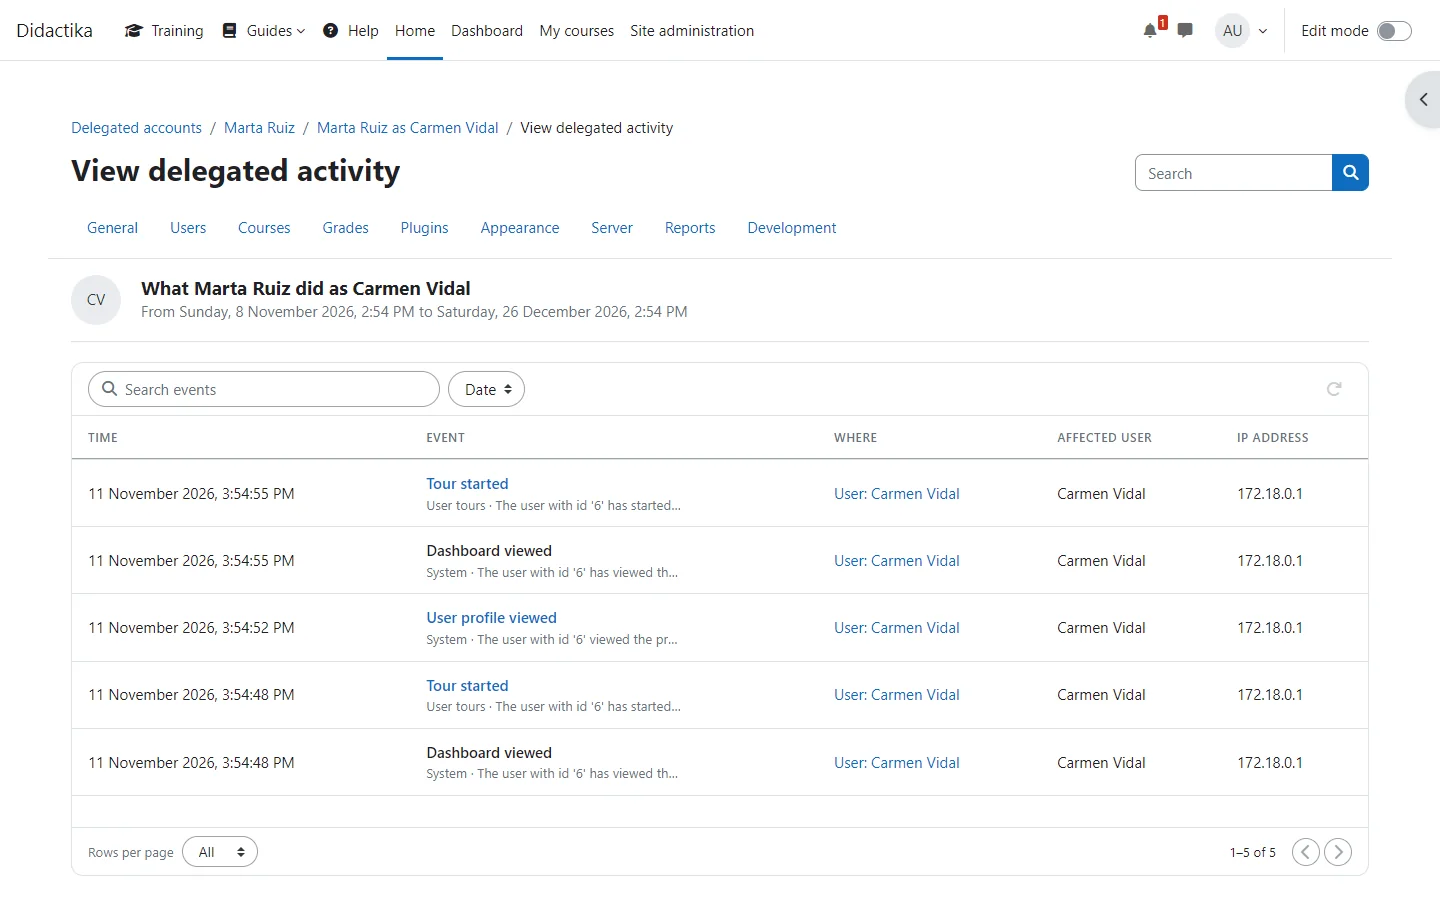 Didactika
Training
Guides
Help
Home
Dashboard
My courses
Site administration
1
AU
Edit mode
Delegated accounts / Marta Ruiz / Marta Ruiz as Carmen Vidal / View delegated activity
View delegated activity
Search
General
Users
Courses
Grades
Plugins
Appearance
Server
Reports
Development
CV
What Marta Ruiz did as Carmen Vidal
From Sunday, 8 November 2026, 2:54 PM to Saturday, 26 December 2026, 2:54 PM
Search events
Date
TIME EVENT WHERE AFFECTED USER IP ADDRESS
11 November 2026, 3:54:55 PM
Tour started
User tours · The user with id '6' has started...
User: Carmen Vidal
Carmen Vidal
172.18.0.1
11 November 2026, 3:54:55 PM
Dashboard viewed
System · The user with id '6' has viewed th...
User: Carmen Vidal
Carmen Vidal
172.18.0.1
11 November 2026, 3:54:52 PM
User profile viewed
System · The user with id '6' viewed the pr...
User: Carmen Vidal
Carmen Vidal
172.18.0.1
11 November 2026, 3:54:48 PM
Tour started
User tours · The user with id '6' has started...
User: Carmen Vidal
Carmen Vidal
172.18.0.1
11 November 2026, 3:54:48 PM
Dashboard viewed
System · The user with id '6' has viewed th...
User: Carmen Vidal
Carmen Vidal
172.18.0.1
Rows per page
All
1–5 of 5